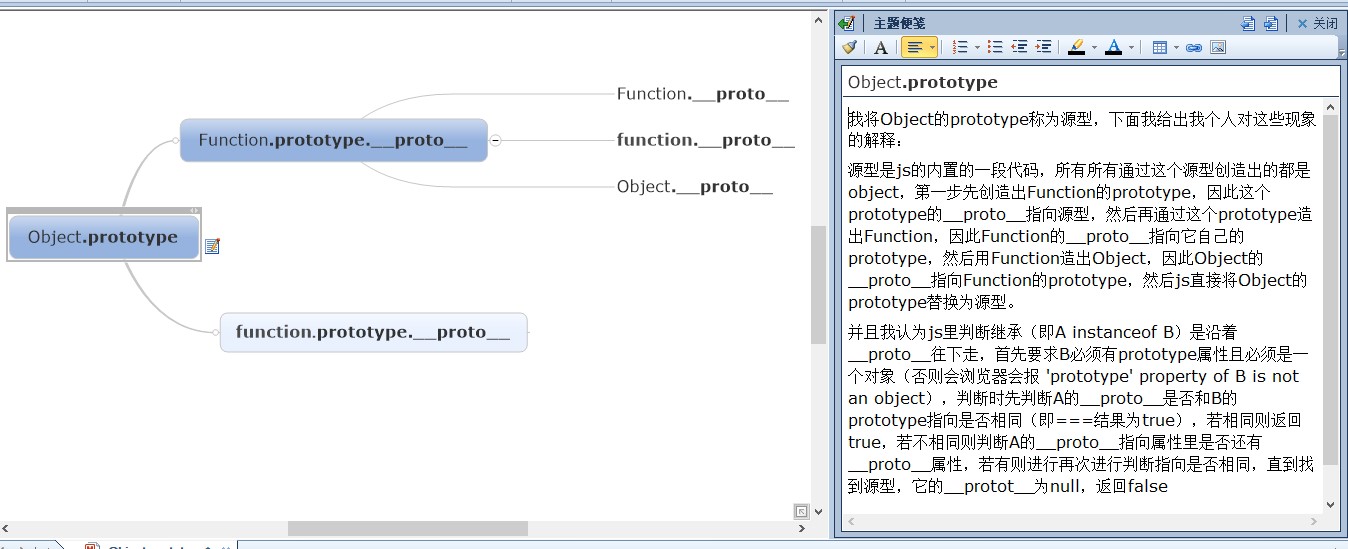 主题便笺
关闭
Object.prototype
我将Object的prototype称为源型，下面我给出我个人对这些现象
的解释：
源型是js的内置的一段代码，所有所有通过这个源型创造出的都是
object，第一步先创造出Function的prototype，因此这个
prototype的__proto__指向源型，然后再通过这个prototype造
出Function，因此Function的__proto__指向它自己的
prototype，然后用Function造出Object，因此Object的
__proto__指向Function的prototype，然后js直接将Object的
prototype替换为源型。
并且我认为js里判断继承（即A instanceof B）是沿着
__proto__往下走，首先要求B必须有prototype属性且必须是一
个对象（否则会浏览器会报 'prototype' property of B is not
an object），判断时先判断A的__proto__是否和B的
prototype指向是否相同（即===结果为true），若相同则返回
true，若不相同则判断A的__proto__指向属性里是否还有
__proto__属性，若有则进行再次进行判断指向是否相同，直到找
到源型，它的__protot__为null，返回false
Function.__proto__
Function.prototype.__proto__
function.__proto__
Object.__proto__
Object.prototype
function.prototype.__proto__